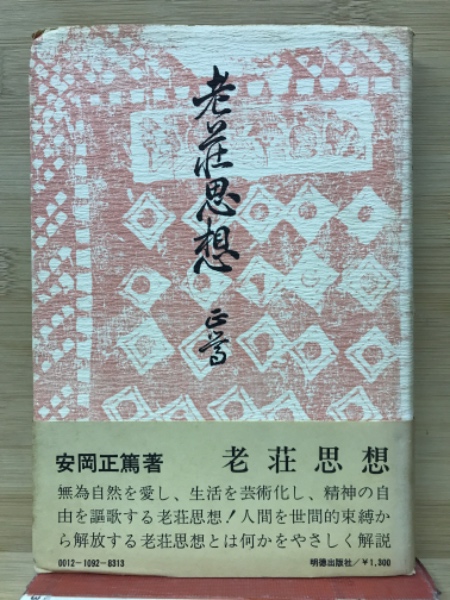 老荘思想
正篤
安岡正篤著
老荘思想
無為自然を愛し、生活を芸術化し、精神の自
由を謳歌する老荘思想!人間を世間的束縛か
ら解放する老荘思想とは何かをやさしく解説
0012-1092-8313
明徳出版社/¥1,300